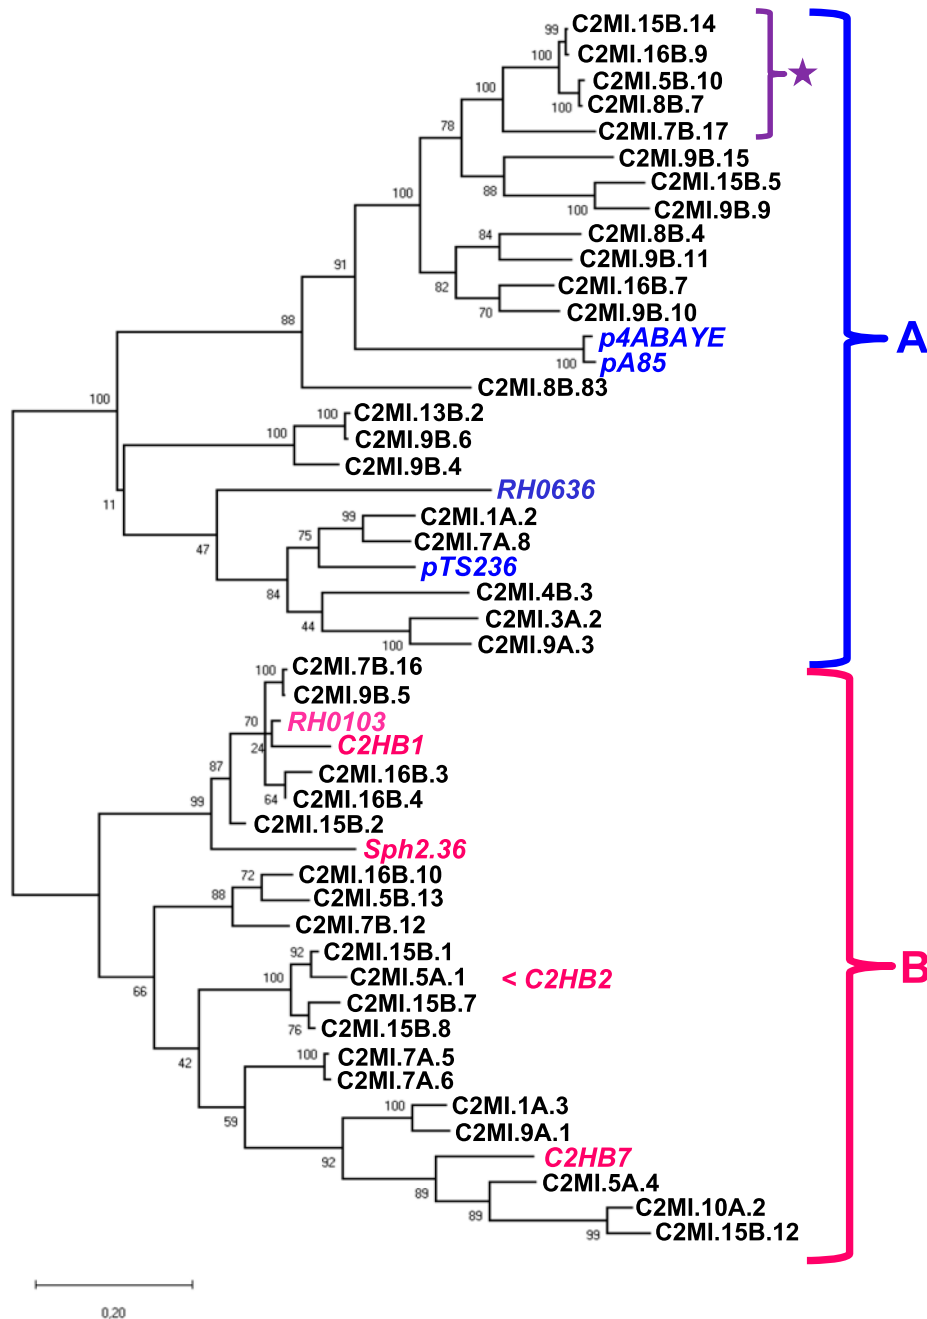 99
C2MI.15B.14
C2MI.16B.9
100
C2MI.5B.10
100
C2MI.8B.7
100
C2MI.7B.17
78
C2MI.9B.15
88
C2MI.15B.5
100
C2MI.9B.9
100
84
C2MI.8B.4
C2MI.9B.11
82
C2MI.16B.7
70
C2MI.9B.10
91
p4ABAYE
100
pA85
A
88
C2MI.8B.83
100
100
C2MI.13B.2
C2MI.9B.6
100
C2MI.9B.4
11
RH0636
47
99
C2MI.1A.2
C2MI.7A.8
75
pTS236
84
C2MI.4B.3
44
C2MI.3A.2
100
C2MI.9A.3
100
C2MI.7B.16
C2MI.9B.5
70
RH0103
24
C2HB1
87
C2MI.16B.3
64
C2MI.16B.4
99
C2MI.15B.2
Sph2.36
72
C2MI.16B.10
88
C2MI.5B.13
C2MI.7B.12
92
C2MI.15B.1
100
C2MI.5A.1
< C2HB2
B
66
C2MI.15B.7
76
C2MI.15B.8
42
100
C2MI.7A.5
C2MI.7A.6
59
100
C2MI.1A.3
C2MI.9A.1
92
C2HB7
89
C2MI.5A.4
89
C2MI.10A.2
99
C2MI.15B.12
0,20